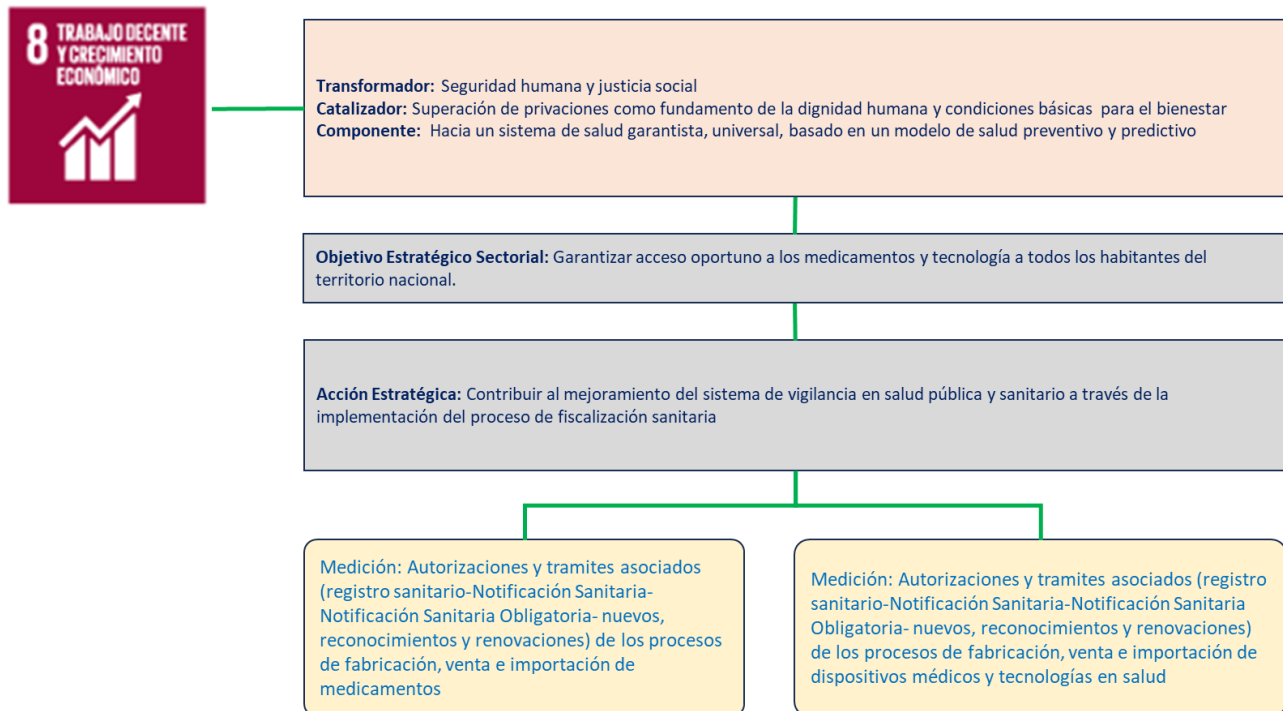 8 TRABAJO DECENTE
Y CRECIMIENTO
ECONÓMICO
Transformador: Seguridad humana y justicia social
Catalizador: Superación de privaciones como fundamento de la dignidad humana y condiciones básicas para el bienestar
Componente: Hacia un sistema de salud garantista, universal, basado en un modelo de salud preventivo y predictivo
Objetivo Estratégico Sectorial: Garantizar acceso oportuno a los medicamentos y tecnología a todos los habitantes del
territorio nacional.
Acción Estratégica: Contribuir al mejoramiento del sistema de vigilancia en salud pública y sanitario a través de la
implementación del proceso de fiscalización sanitaria
Medición: Autorizaciones y tramites asociados
(registro sanitario-Notificación Sanitaria-
Notificación Sanitaria Obligatoria- nuevos,
reconocimientos y renovaciones) de los procesos
de fabricación, venta e importación de
medicamentos
Medición: Autorizaciones y tramites asociados (registro
sanitario-Notificación Sanitaria-Notificación Sanitaria
Obligatoria- nuevos, reconocimientos y renovaciones)
de los procesos de fabricación, venta e importación de
dispositivos médicos y tecnologías en salud